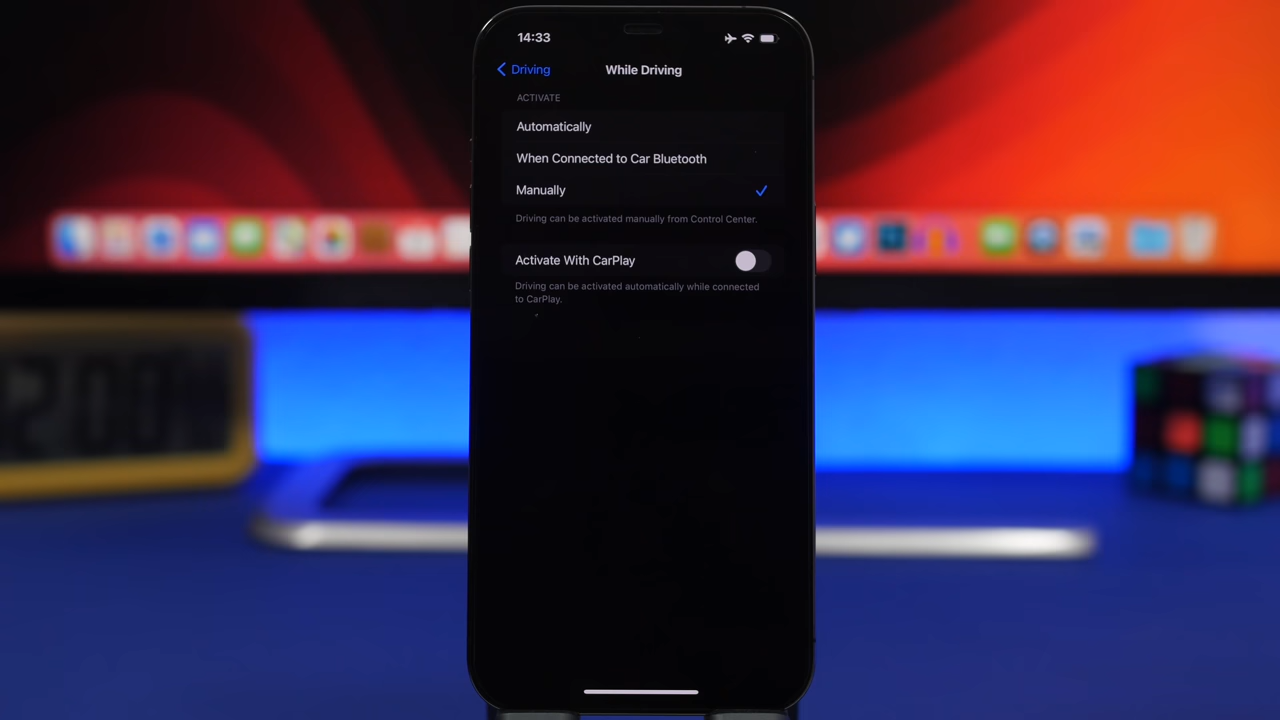 14:33
Driving
While Driving
ACTIVATE
Automatically
When Connected to Car Bluetooth
Manually
Driving can be activated manually from Control Center.
Activate With CarPlay
Driving can be activated automatically while connected
to CarPlay.